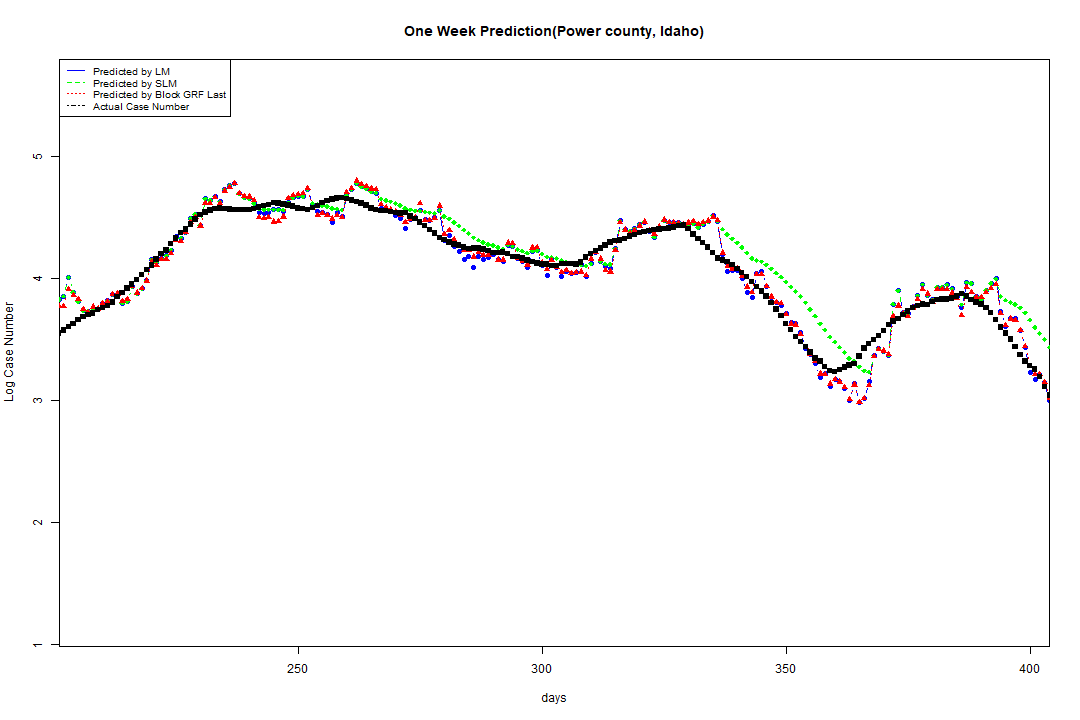 One Week Prediction(Power county, Idaho)
Predicted by LM
Predicted by SLM
Predicted by Block GRF Last
Actual Case Number
5
4
3
2
1
Log Case Number
250
300
350
400
days